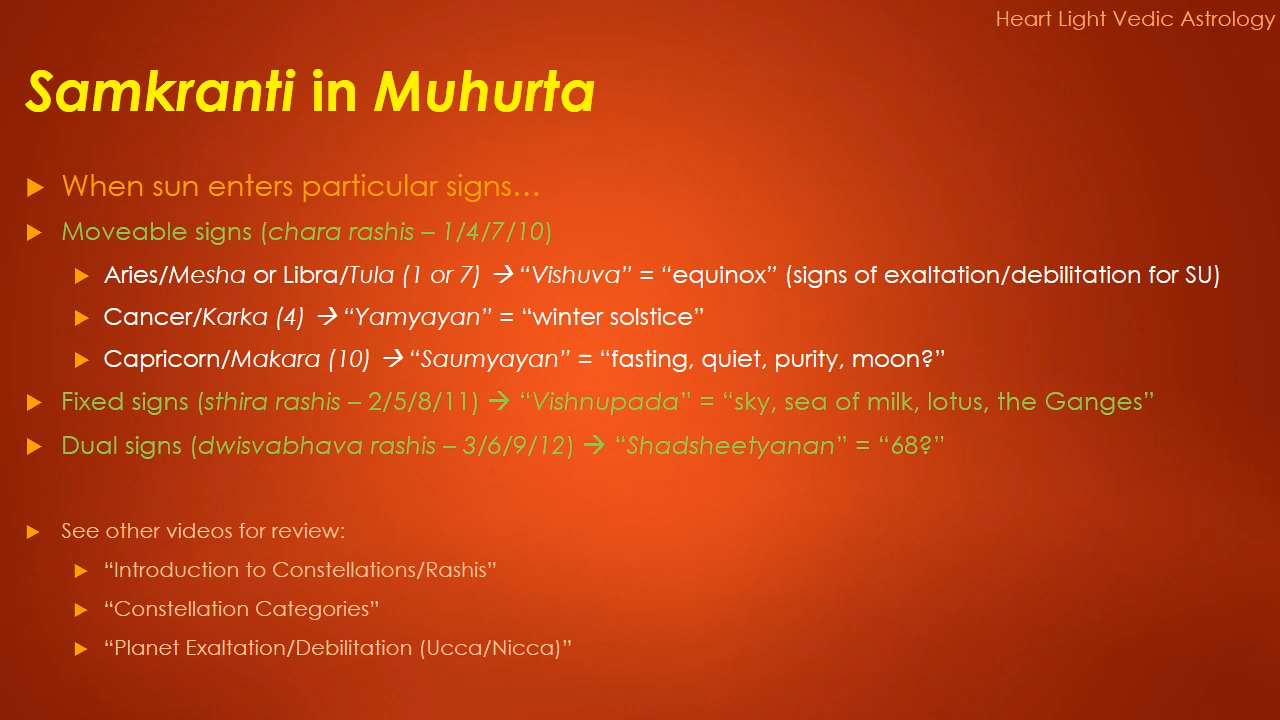 Heart Light Vedic Astrology
Samkranti in Muhurta
When sun enters particular signs…
Moveable signs (chara rashis – 1/4/7/10)
Aries/Mesha or Libra/Tula (1 or 7) → “Vishuva” = “equinox” (signs of exaltation/debilitation for SU)
Cancer/Karka (4) → “Yamyayan” = “winter solstice”
Capricorn/Makara (10) → “Saumyayan” = “fasting, quiet, purity, moon?”
Fixed signs (sthira rashis – 2/5/8/11) → “Vishnupada” = “sky, sea of milk, lotus, the Ganges”
Dual signs (dwisvabhava rashis – 3/6/9/12) → “Shadsheetyanan” = “68?”
See other videos for review:
“Introduction to Constellations/Rashis”
“Constellation Categories”
“Planet Exaltation/Debilitation (Ucca/Nicca)”